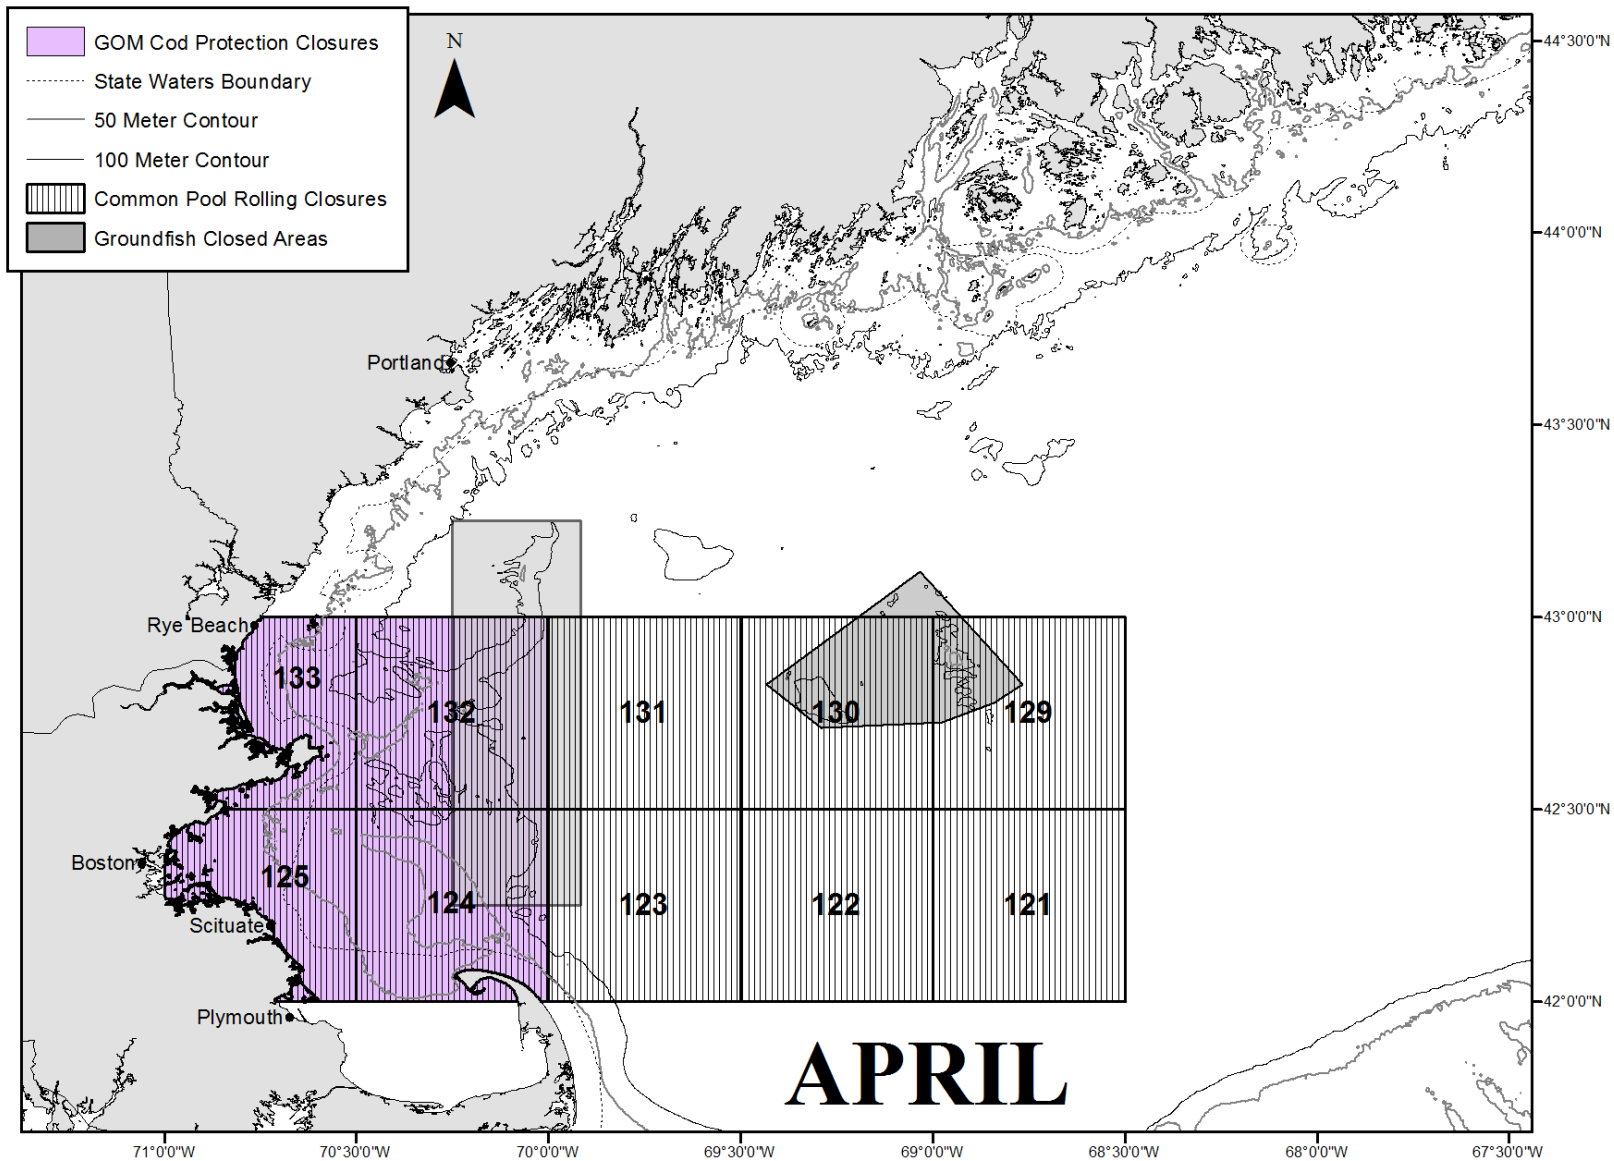 GOM Cod Protection Closures
State Waters Boundary
50 Meter Contour
100 Meter Contour
Common Pool Rolling Closures
Groundfish Closed Areas
N
44°30'0"N
44°0'0"N
Portland
43°30'0"N
Rye Beach
43°0'0"N
133
132
131
130
129
42°30'0"N
Boston
125
124
123
122
121
Scituate
42°0'0"N
Plymouth
APRIL
71°0'0"W
70°30'0"W
70°0'0"W
69°30'0"W
69°0'0"W
68°30'0"W
68°0'0"W
67°30'0"W